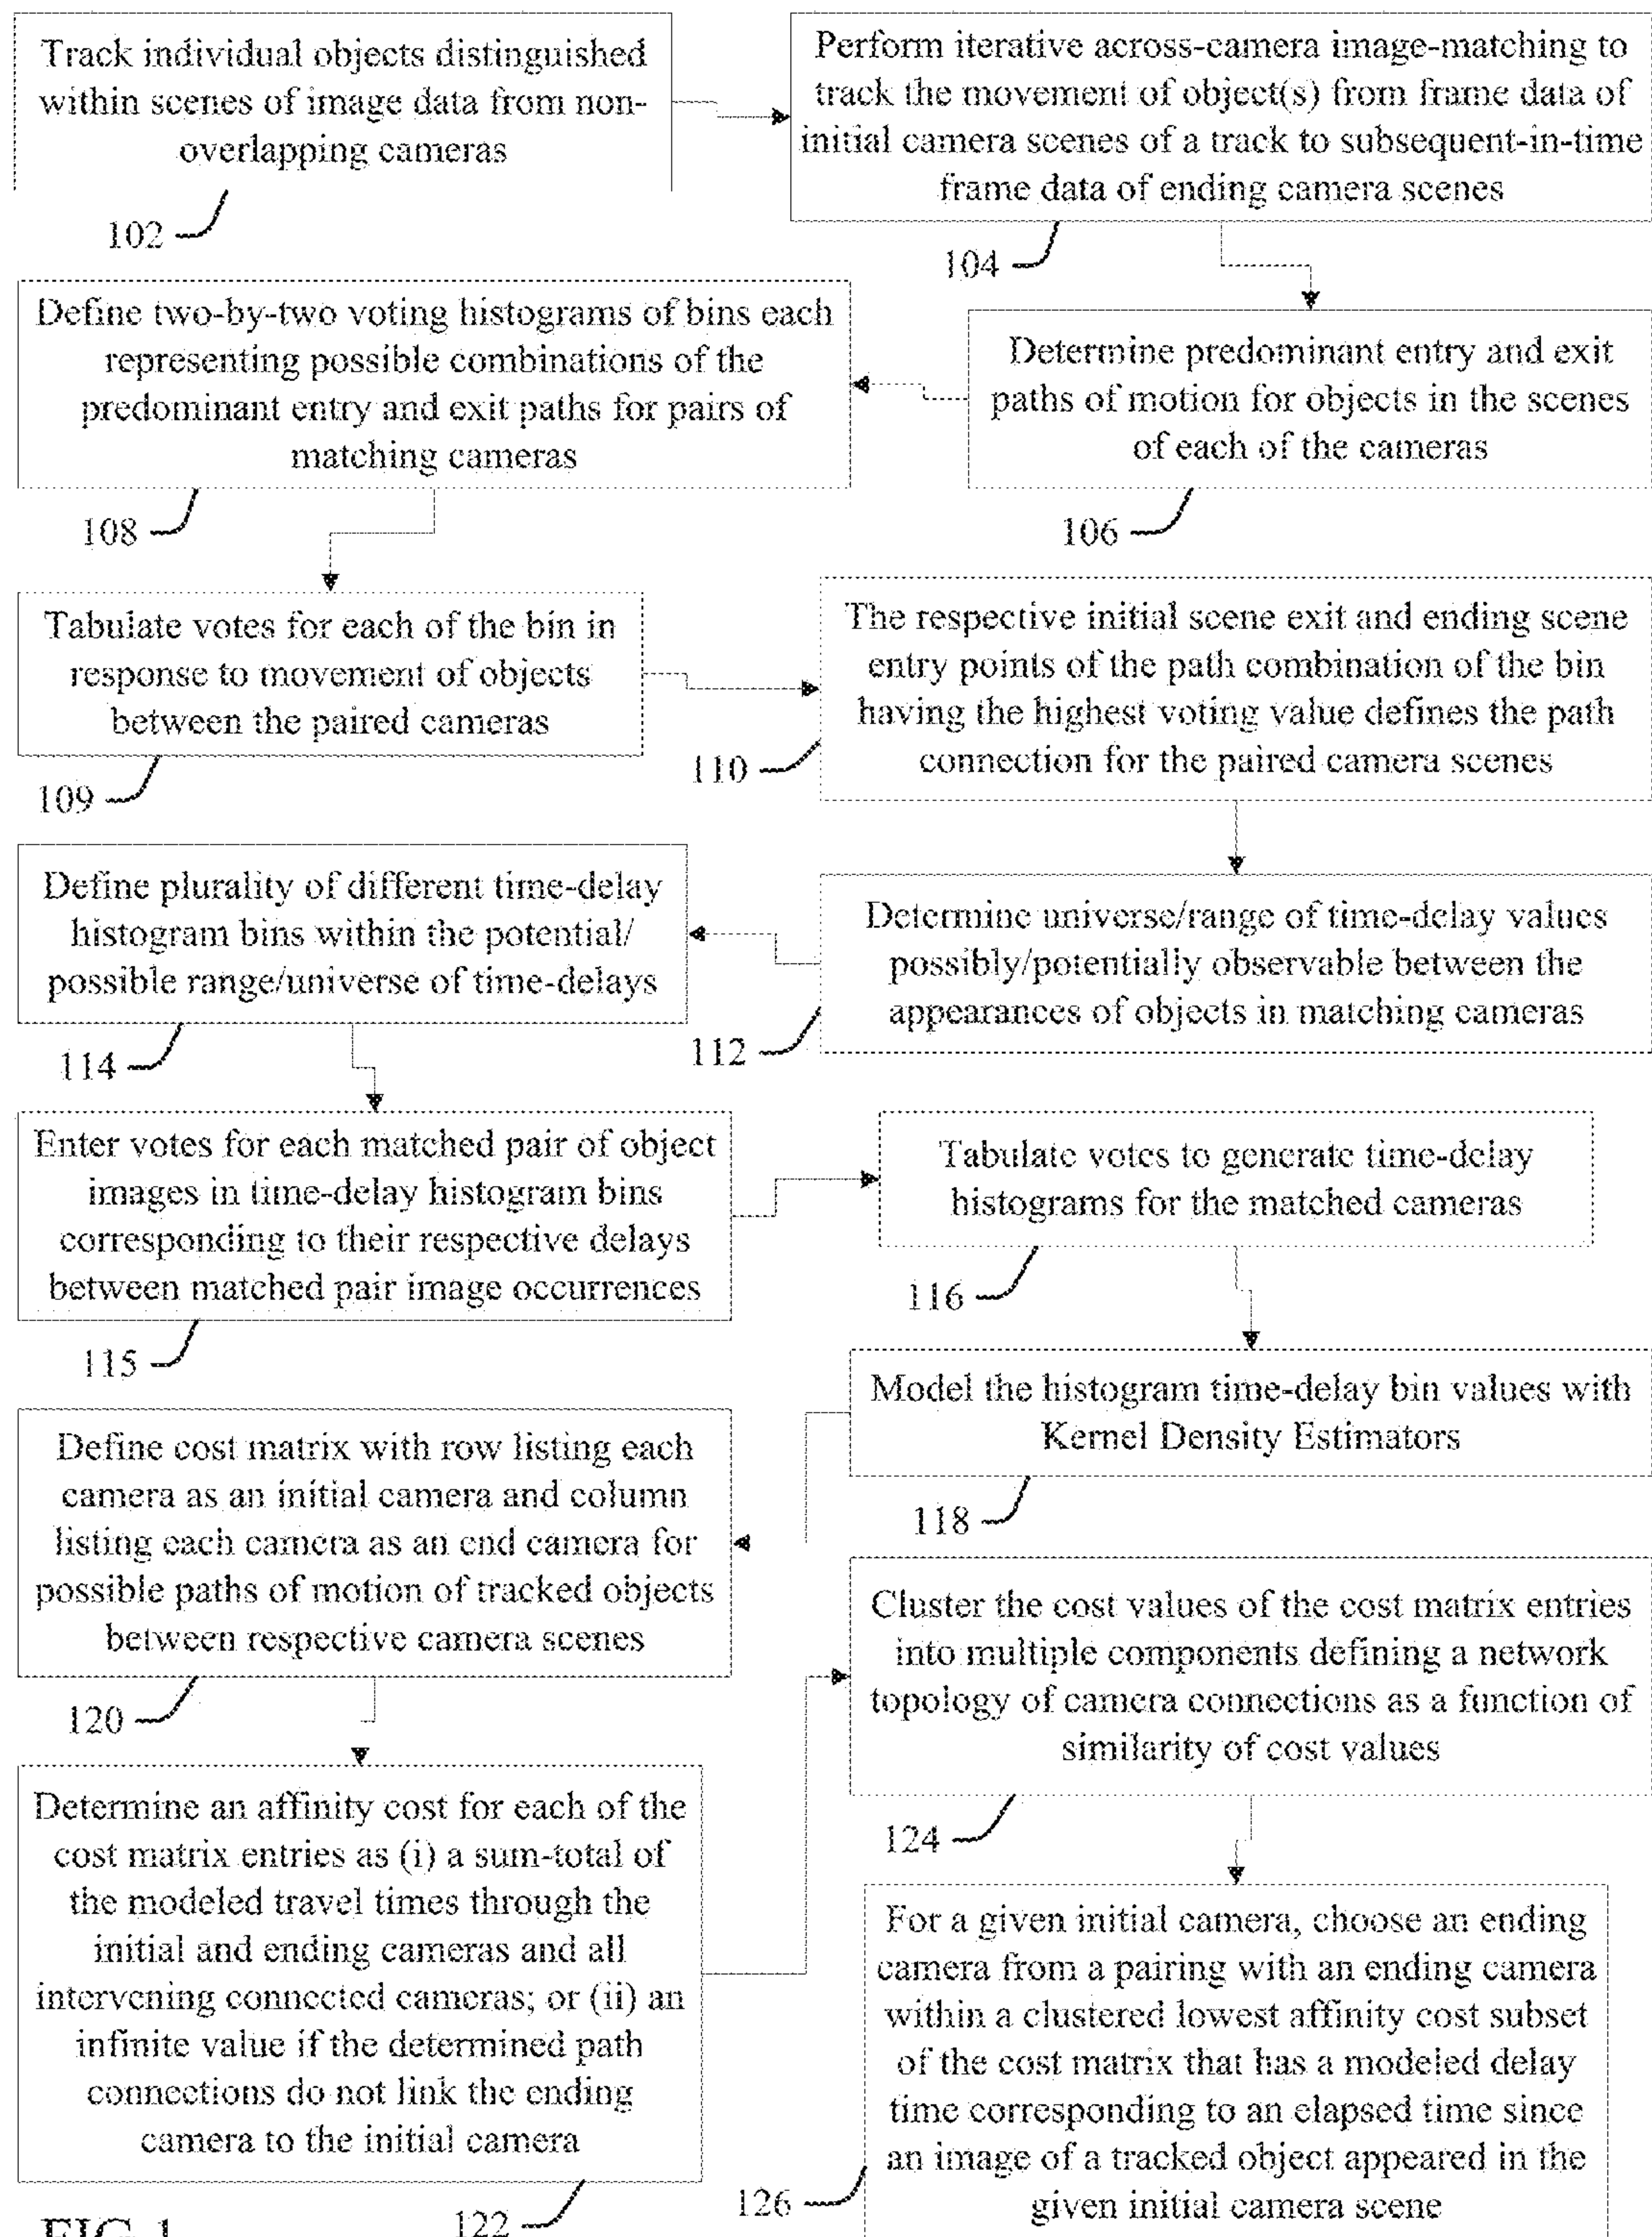 Track individual objects distinguished
within scenes of image data from non-
overlapping cameras
102
Perform iterative across-camera image-matching to
track the movement of object(s) from frame data of
initial camera scenes of a track to subsequent-in-time
frame data of ending camera scenes
104
Determine predominant entry and exit
paths of motion for objects in the scenes
of each of the cameras
106
Define two-by-two voting histograms of bins each
representing possible combinations of the
predominant entry and exit paths for pairs of
matching cameras
108
Tabulate votes for each of the bin in
response to movement of objects
between the paired cameras
109
The respective initial scene exit and ending scene
entry points of the path combination of the bin
having the highest voting value defines the path
connection for the paired camera scenes
110
Determine universe/range of time-delay values
possibly/potentially observable between the
appearances of objects in matching cameras
112
Define plurality of different time-delay
histogram bins within the potential/
possible range/universe of time-delays
114
Enter votes for each matched pair of object
images in time-delay histogram bins
corresponding to their respective delays
between matched pair image occurrences
115
Tabulate votes to generate time-delay
histograms for the matched cameras
116
Model the histogram time-delay bin values with
Kernel Density Estimators
118
Define cost matrix with row listing each
camera as an initial camera and column
listing each camera as an end camera for
possible paths of motion of tracked objects
between respective camera scenes
120
Determine an affinity cost for each of the
cost matrix entries as (i) a sum-total of
the modeled travel times through the
initial and ending cameras and all
intervening connected cameras; or (ii) an
infinite value if the determined path
connections do not link the ending
camera to the initial camera
122
Cluster the cost values of the cost matrix entries
into multiple components defining a network
topology of camera connections as a function of
similarity of cost values
124
For a given initial camera, choose an ending
camera from a pairing with an ending camera
within a clustered lowest affinity cost subset
of the cost matrix that has a modeled delay
time corresponding to an elapsed time since
an image of a tracked object appeared in the
given initial camera scene
126
FIG 1